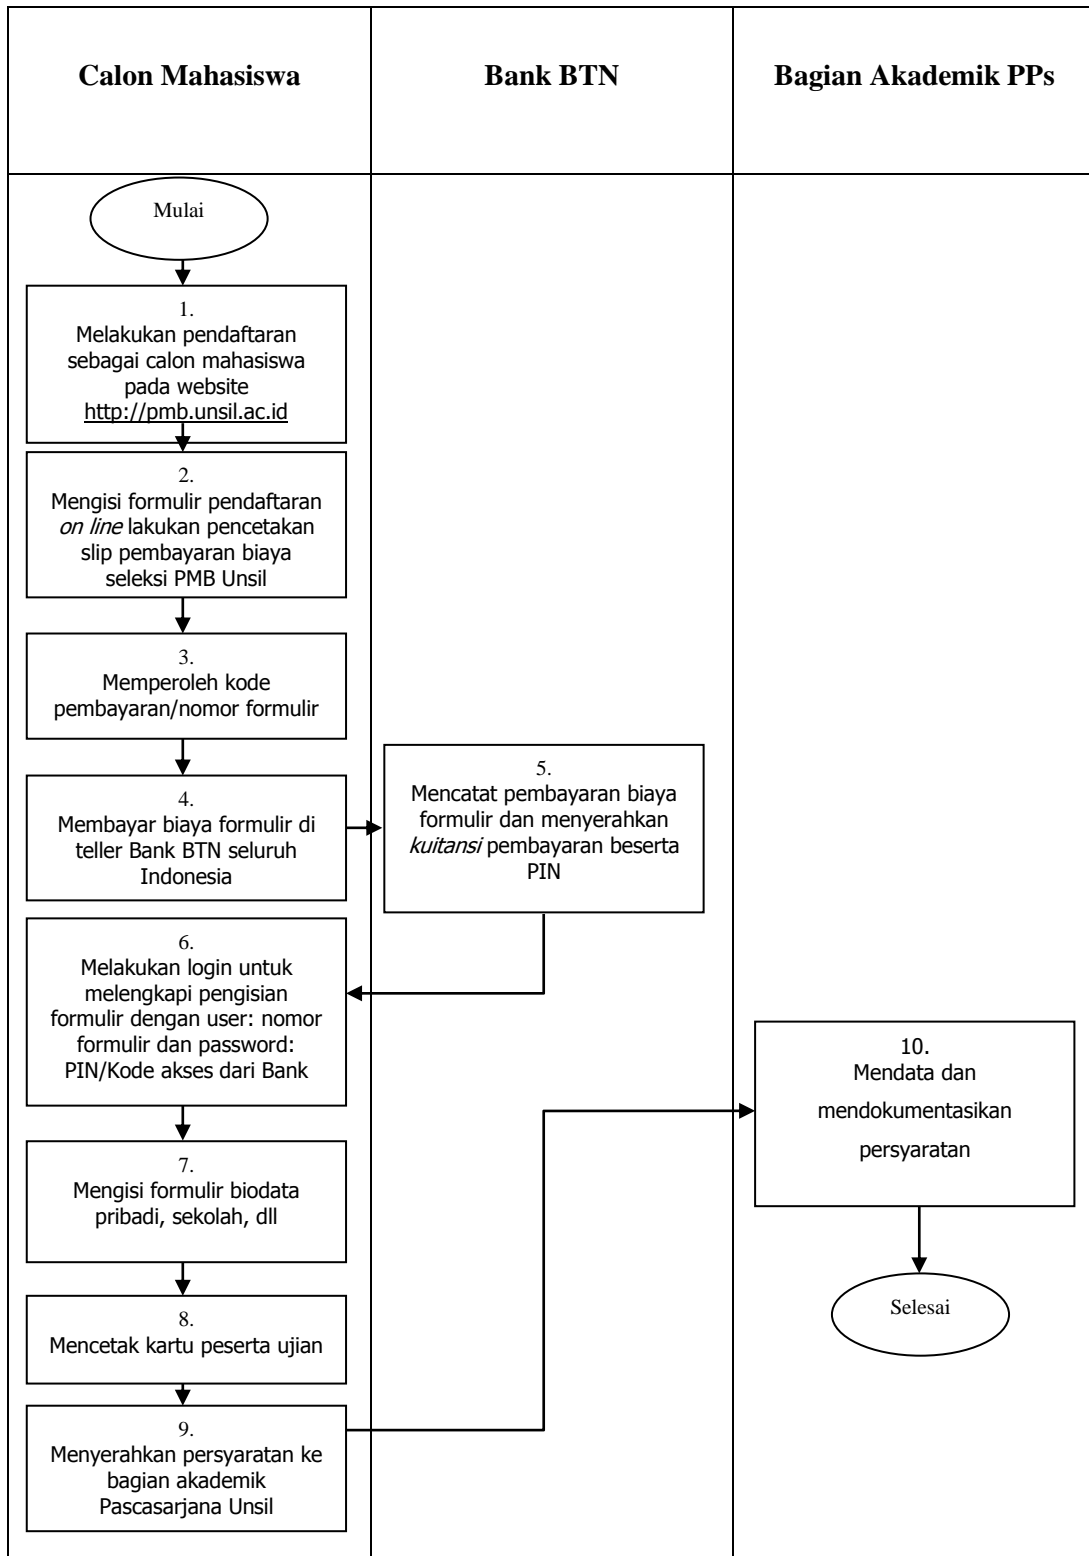 Calon Mahasiswa
Bank BTN
Bagian Akademik PPs
Mulai
1.
Melakukan pendaftaran
sebagai calon mahasiswa
pada website
http://pmb.unsil.ac.id
2.
Mengisi formulir pendaftaran
on line lakukan pencetakan
slip pembayaran biaya
seleksi PMB Unsil
3.
Memperoleh kode
pembayaran/nomor formulir
4.
Membayar biaya formulir di
teller Bank BTN seluruh
Indonesia
5.
Mencatat pembayaran biaya
formulir dan menyerahkan
kuitansi pembayaran beserta
PIN
6.
Melakukan login untuk
melengkapi pengisian
formulir dengan user: nomor
formulir dan password:
PIN/Kode akses dari Bank
7.
Mengisi formulir biodata
pribadi, sekolah, dll
8.
Mencetak kartu peserta ujian
9.
Menyerahkan persyaratan ke
bagian akademik
Pascasarjana Unsil
10.
Mendata dan
mendokumentasikan
persyaratan
Selesai